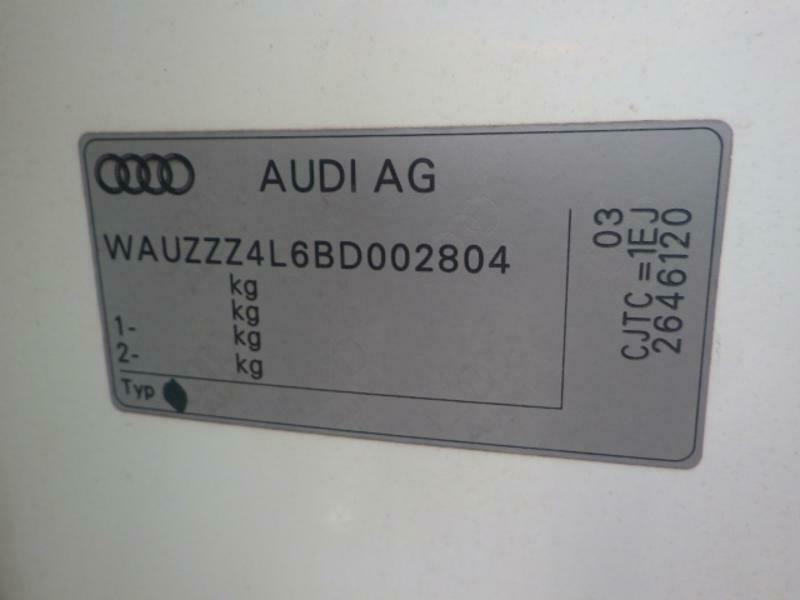 AUDI AG
WAUZZZ4L6BD002804
kg
kg
1- kg
2- kg
Typ
03
CJTC =1EJ
2646120